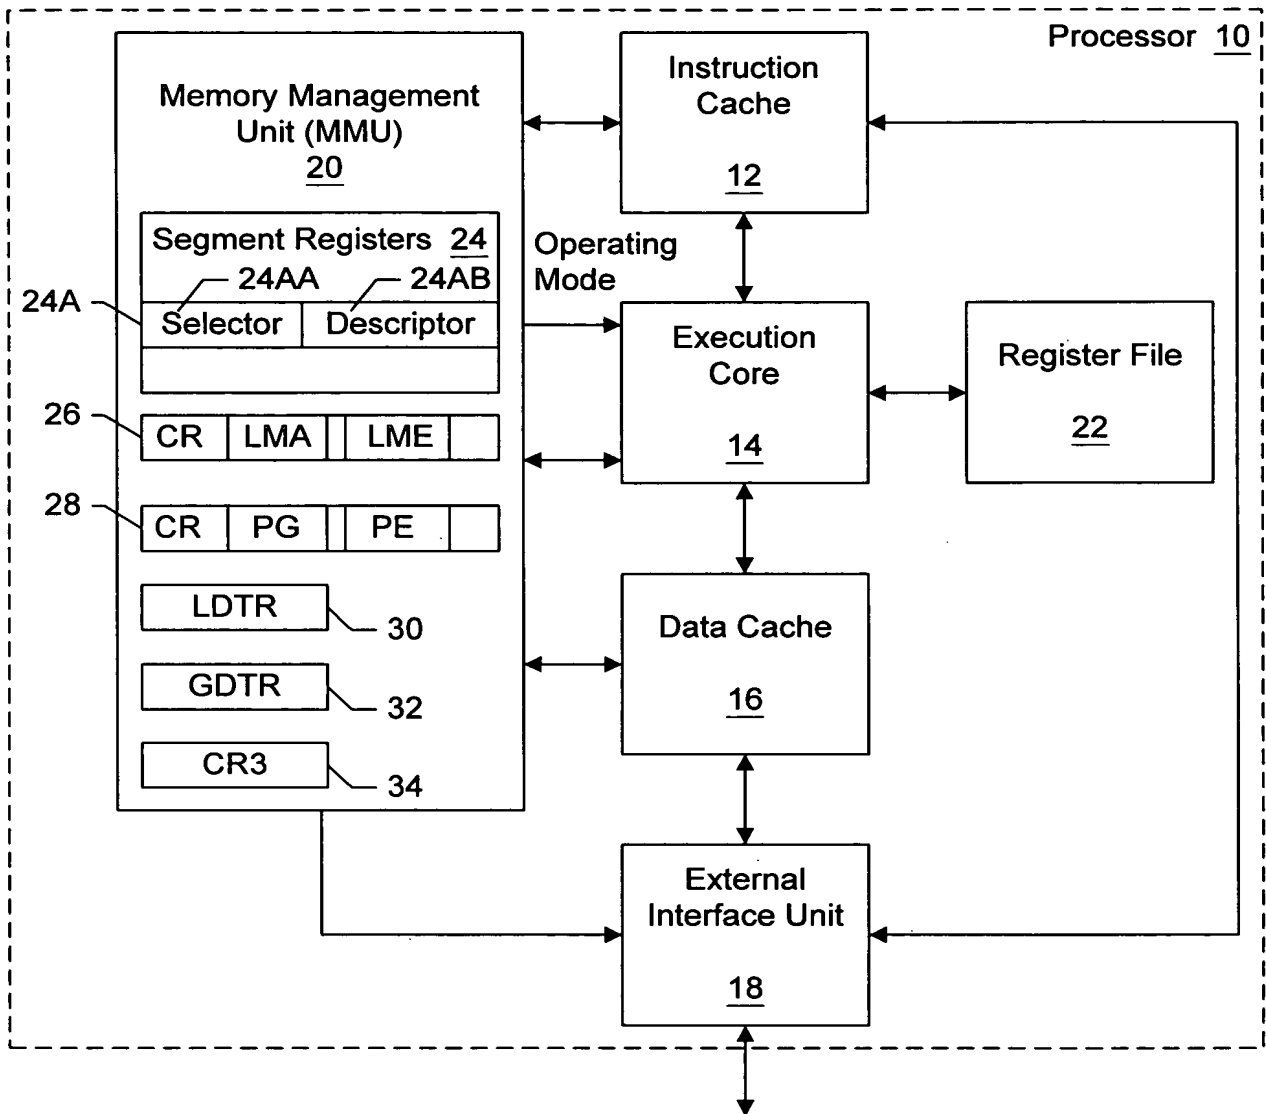 Processor 10
Memory Management
Unit (MMU)
20
Segment Registers 24
24AA
24AB
24A
Selector
Descriptor
26
CR
LMA
LME
28
CR
PG
PE
LDTR
30
GDTR
32
CR3
34
Operating
Mode
Instruction
Cache
12
Execution
Core
14
Register File
22
Data Cache
16
External
Interface Unit
18